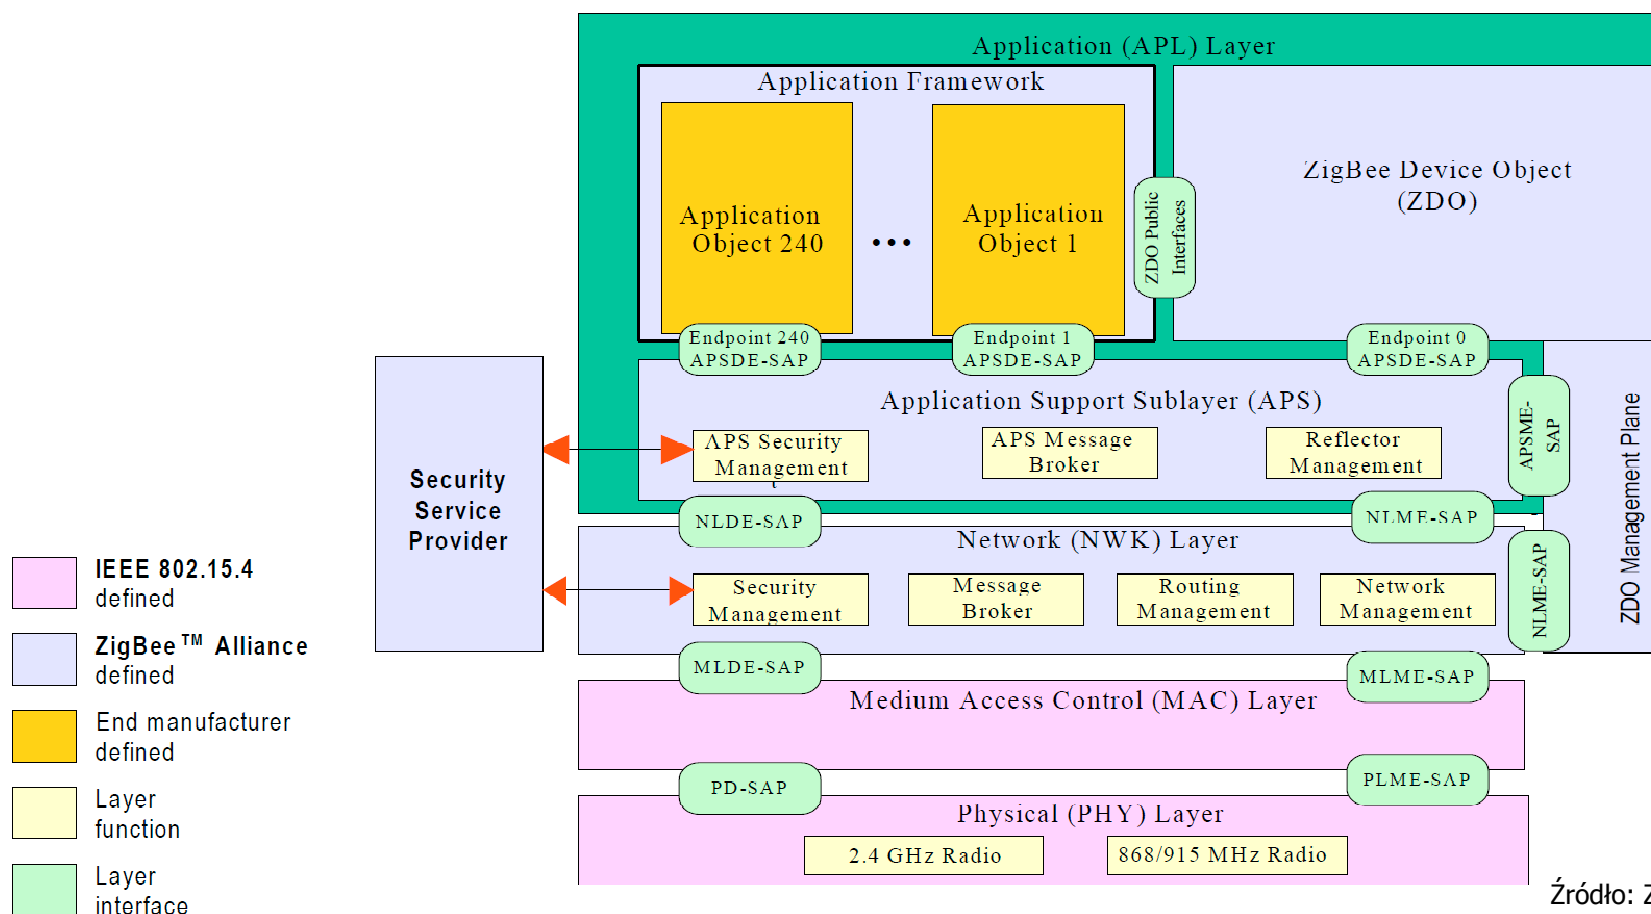 Application (APL) Layer
Application Framework
Application
Object 240
...
Application
Object 1
ZDO Public
Interfaces
ZigBee Device Object
(ZDO)
Endpoint 240
APSDE-SAP
Endpoint 1
APSDE-SAP
Endpoint 0
APSDE-SAP
Application Support Sublayer (APS)
APS Security
Management
APS Message
Broker
Reflector
Management
APSME-
SAP
ZDO Management Plane
Security
Service
Provider
NLDE-SAP
NLME-SAP
Network (NWK) Layer
Security
Management
Message
Broker
Routing
Management
Network
Management
NLME-SAP
MLDE-SAP
MLME-SAP
Medium Access Control (MAC) Layer
PD-SAP
PLME-SAP
Physical (PHY) Layer
2.4 GHz Radio
868/915 MHz Radio
IEEE 802.15.4
defined
ZigBee™ Alliance
defined
End manufacturer
defined
Layer
function
Layer
interface
Źródło: Z